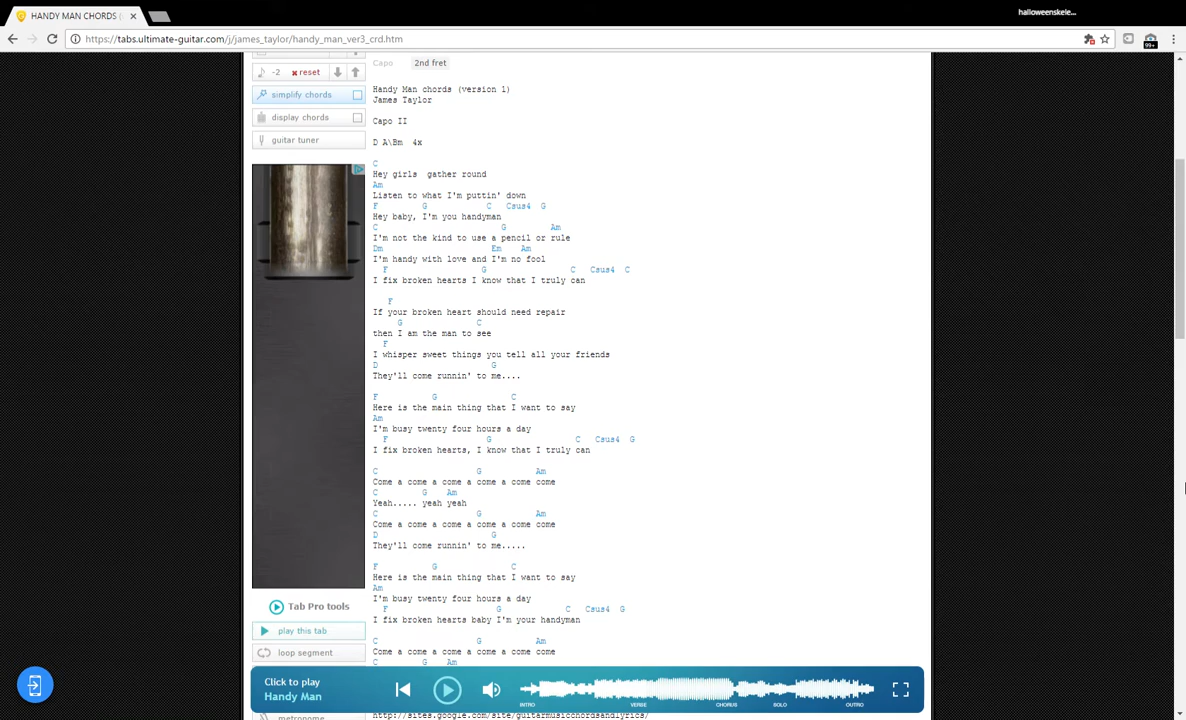 HANDY MAN CHORDS (
halloweenskele...
https://tabs.ultimate-guitar.com/j/james_taylor/handy_man_ver3_crd.htm
99+
Capo 2nd fret
-2 reset
simplify chords
display chords
guitar tuner
Handy Man chords (version 1)
James Taylor
Capo II
D A\Bm 4x
C
Hey girls gather round
Am
Listen to what I'm puttin' down
F G C Csus4 G
Hey baby, I'm you handyman
C G Am
I'm not the kind to use a pencil or rule
Dm Em Am
I'm handy with love and I'm no fool
F G C Csus4 C
I fix broken hearts I know that I truly can
F
If your broken heart should need repair
G C
then I am the man to see
F
I whisper sweet things you tell all your friends
D G
They'll come runnin' to me....
F G C
Here is the main thing that I want to say
Am
I'm busy twenty four hours a day
F G C Csus4 G
I fix broken hearts, I know that I truly can
C G Am
Come a come a come a come a come come
C G Am
Yeah..... yeah yeah
C G Am
Come a come a come a come a come come
D G
They'll come runnin' to me.....
F G C
Here is the main thing that I want to say
Am
I'm busy twenty four hours a day
F G C Csus4 G
I fix broken hearts baby I'm your handyman
C G Am
Come a come a come a come a come come
C G Am
Tab Pro tools
play this tab
loop segment
Click to play
Handy Man
INTRO VERSE CHORUS SOLO OUTRO
metronome
http://sites.google.com/site/guitarmusicchordsandlyrics/